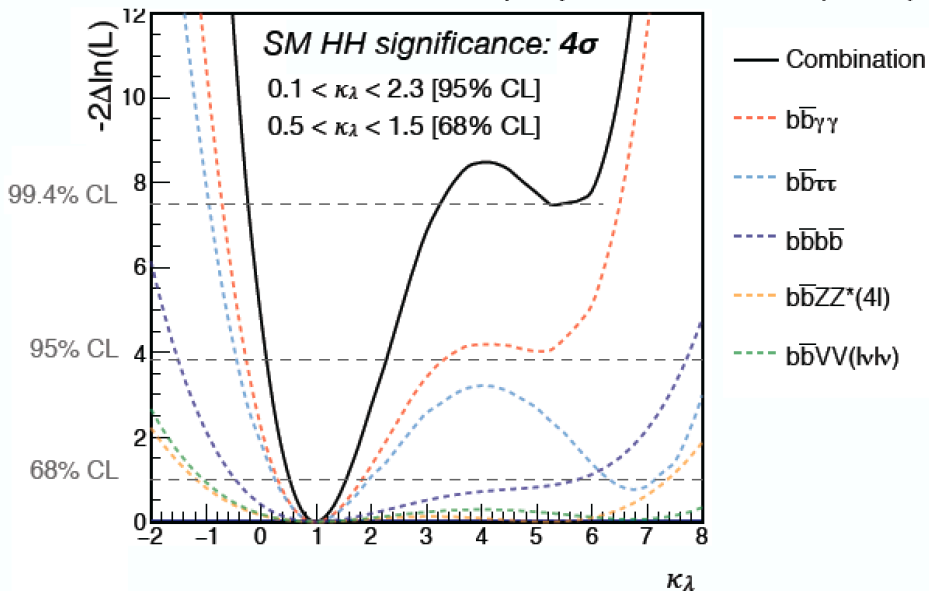 -2Δln(L)
12
10
8
6
4
2
0
99.4% CL
95% CL
68% CL
SM HH significance: 4σ
0.1 < κλ < 2.3 [95% CL]
0.5 < κλ < 1.5 [68% CL]
−2 −1 0 1 2 3 4 5 6 7 8
κλ
Combination
bb̅γγ
bb̅ττ
bb̅bb̅
bb̅ZZ*(4l)
bb̅VV(lνlν)